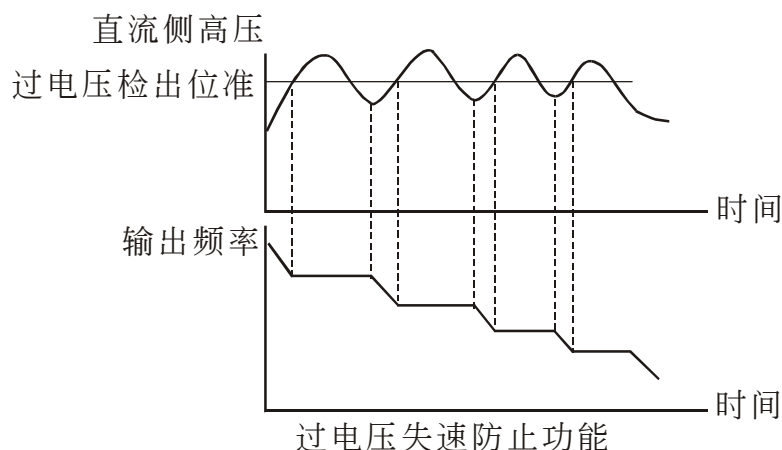 直流侧高压
过电压检出位准
时间
输出频率
时间
过电压失速防止功能